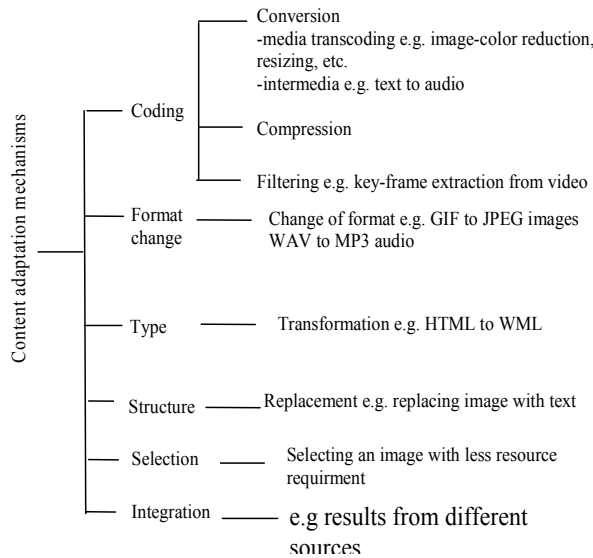 Content adaptation mechanisms
Coding
Conversion
-media transcoding e.g. image-color reduction,
resizing, etc.
-intermedia e.g. text to audio
Compression
Filtering e.g. key-frame extraction from video
Format
change
Change of format e.g. GIF to JPEG images
WAV to MP3 audio
Type
Transformation e.g. HTML to WML
Structure
Replacement e.g. replacing image with text
Selection
Selecting an image with less resource
requirment
Integration
e.g results from different
sources